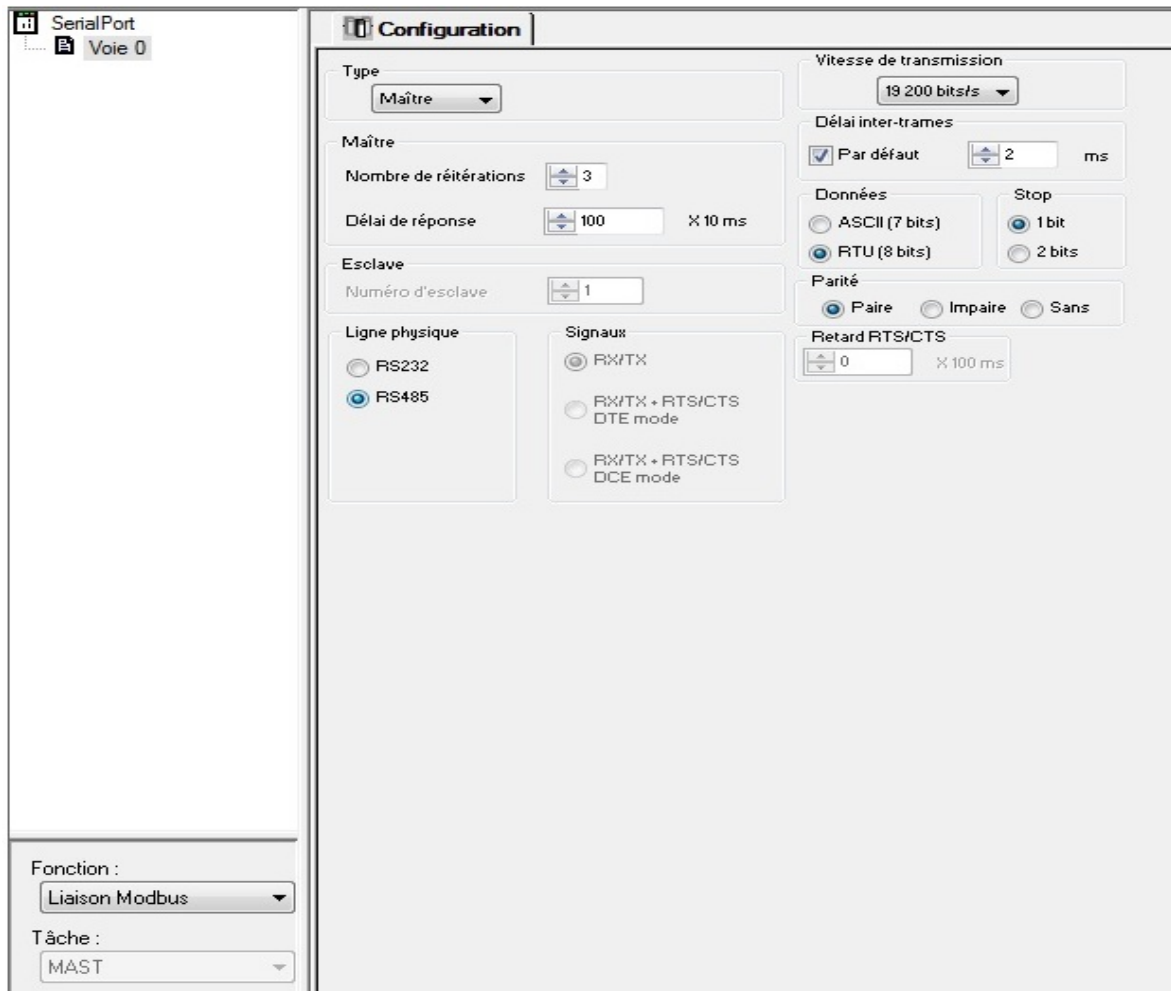 SerialPort
Voie 0
Configuration
Type
Maître
Maître
Nombre de réitérations 3
Délai de réponse 100 X 10 ms
Esclave
Numéro d'esclave 1
Ligne physique
RS232
RS485
Signaux
RX/TX
RX/TX + RTS/CTS
DTE mode
RX/TX + RTS/CTS
DCE mode
Vitesse de transmission
19 200 bits/s
Délai inter-trames
Par défaut 2 ms
Données
ASCII (7 bits)
RTU (8 bits)
Stop
1 bit
2 bits
Parité
Paire Impaire Sans
Retard RTS/CTS
0 X 100 ms
Fonction :
Liaison Modbus
Tâche :
MAST